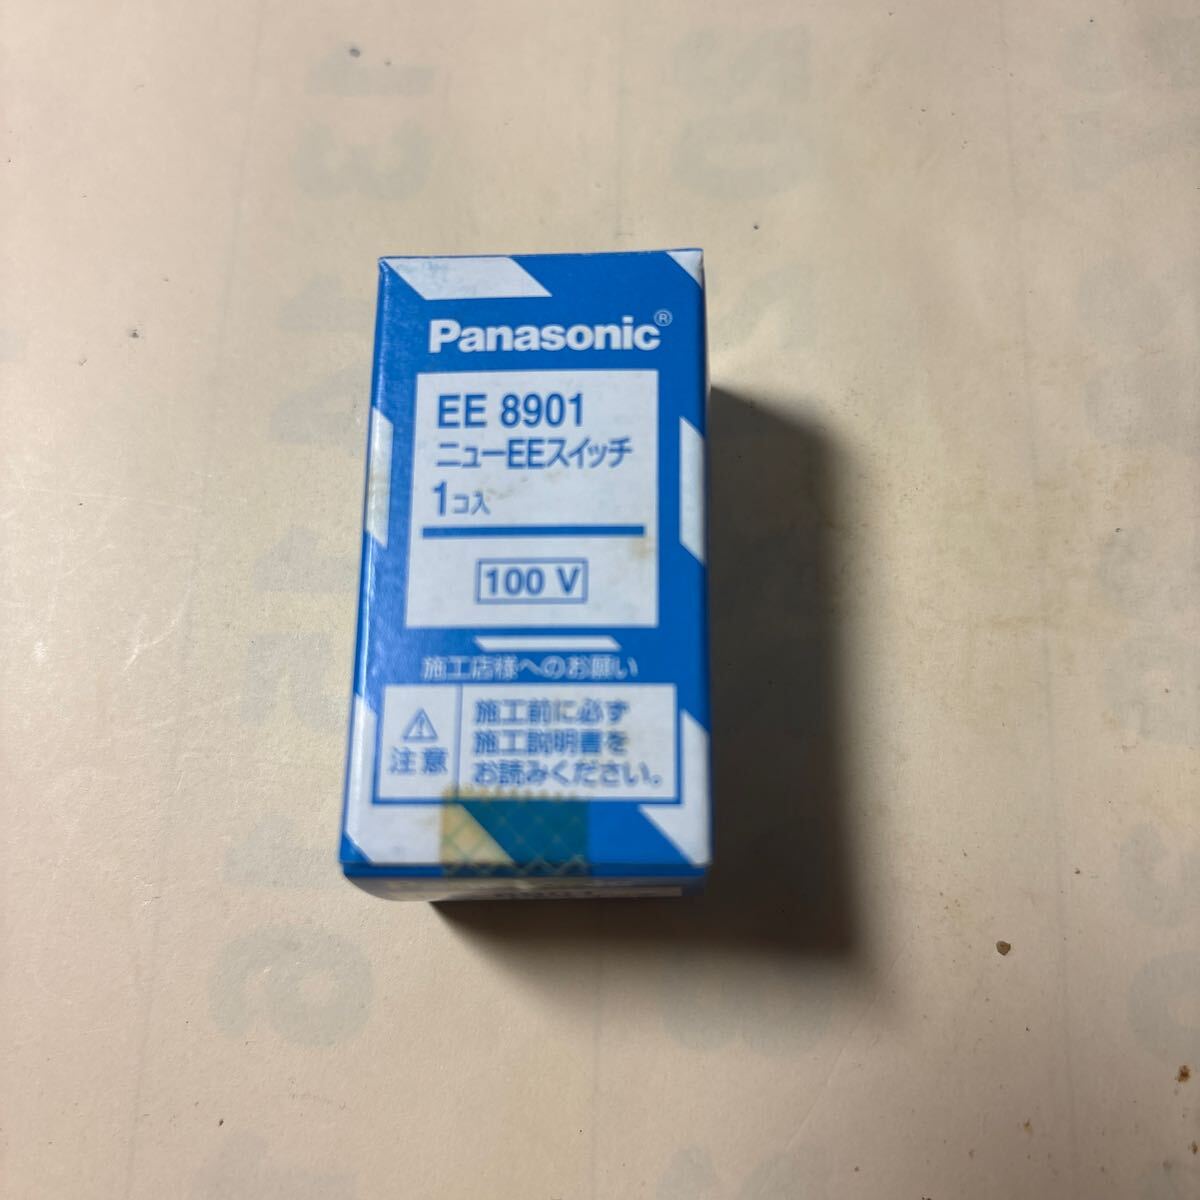 Panasonic®
EE 8901
ニューEEスイッチ
1コ入
100 V
施工店様へのお願い
注意
施工前に必ず
施工説明書を
お読みください。